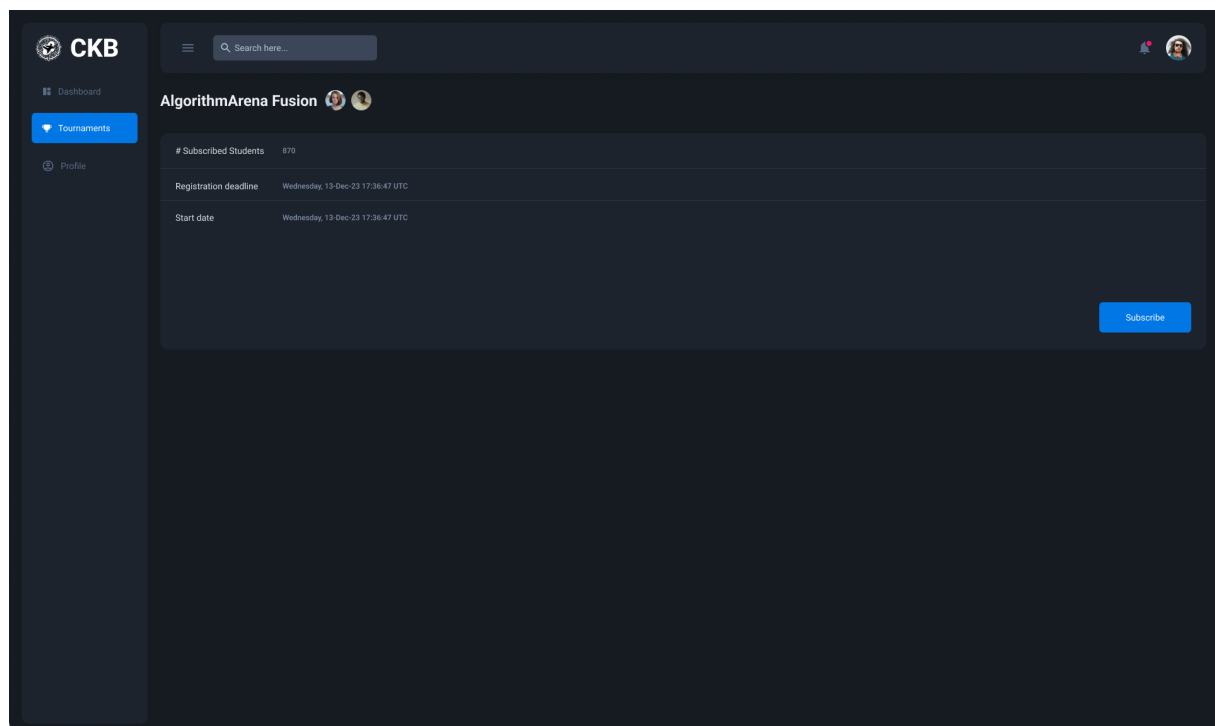 CKB
Search here...
Dashboard
Tournaments
Profile
AlgorithmArena Fusion
# Subscribed Students 870
Registration deadline Wednesday, 13-Dec-23 17:36:47 UTC
Start date Wednesday, 13-Dec-23 17:36:47 UTC
Subscribe